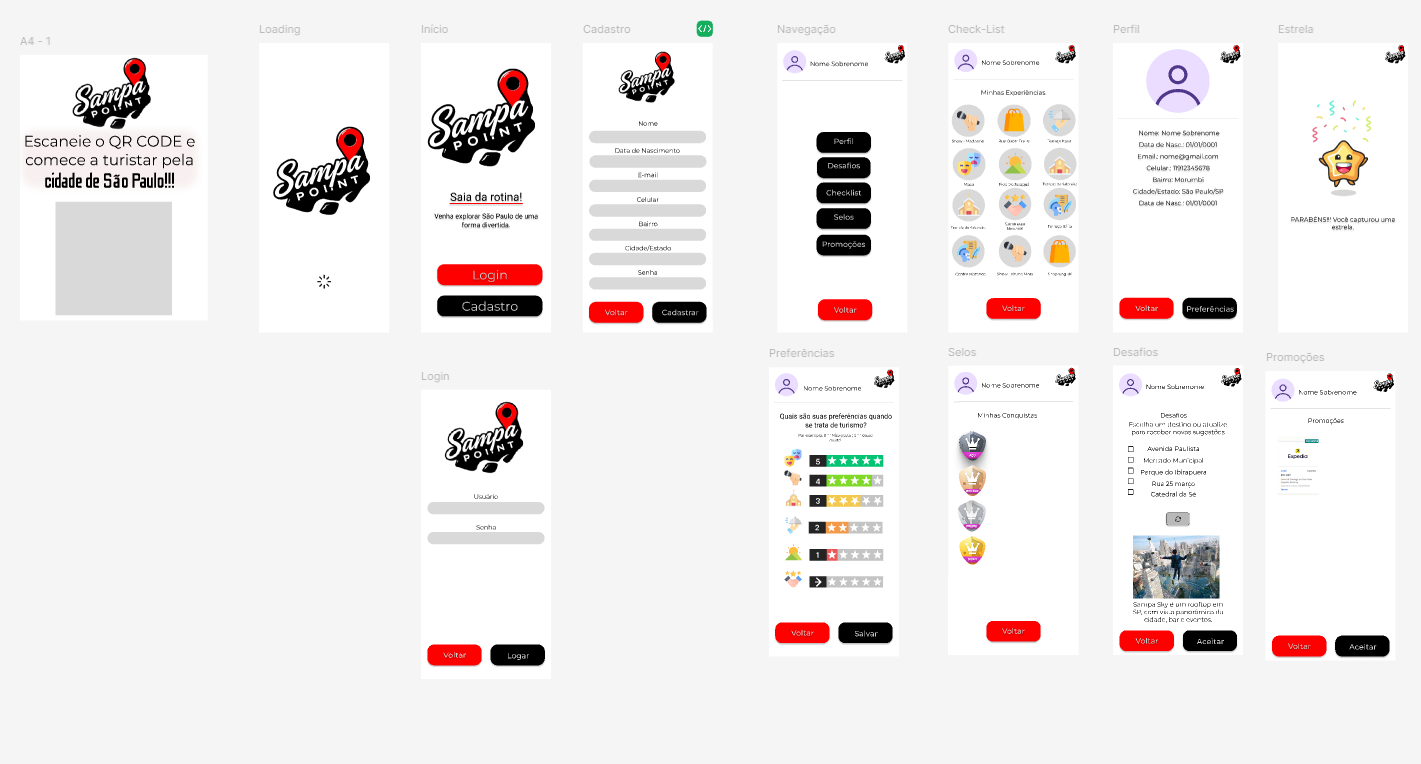 A4 - 1
Sampa
POINT
Escaneie o QR CODE e
comece a turistar pela
cidade de São Paulo!!!
Loading
Sampa
POINT
Início
Sampa
POINT
Saia da rotina!
Venha explorar São Paulo de uma
forma divertida.
Login
Cadastro
Cadastro
Sampa
POINT
Nome
Data de Nascimento
E-mail
Celular
Bairro
Cidade/Estado
Senha
Voltar
Cadastrar
Navegação
Nome Sobrenome
Perfil
Desafios
Checklist
Selos
Promoções
Voltar
Check-List
Nome Sobrenome
Minhas Experiências
Voltar
Perfil
Nome: Nome Sobrenome
Data de Nasc.: 01/01/0001
Email.: nome@gmail.com
Celular.: 11912345678
Bairro: Morumbi
Cidade/Estado: São Paulo/SP
Data de Nasc.: 01/01/0001
Voltar
Preferências
Estrela
PARABÉNS!!! Você capturou uma
estrela.
Login
Sampa
POINT
Usuário
Senha
Voltar
Logar
Preferências
Nome Sobrenome
Quais são suas preferências quando
se trata de turismo?
5
4
3
2
1
Voltar
Salvar
Selos
Nome Sobrenome
Minhas Conquistas
Voltar
Desafios
Nome Sobrenome
Desafios
Escolha um destino ou atualize
para receber novas sugestões
Avenida Paulista
Mercado Municipal
Parque do Ibirapuera
Rua 25 março
Catedral da Sé
Sampa Sky é um rooftop em
SP, com vista panorâmica da
cidade, bar e eventos.
Voltar
Aceitar
Promoções
Nome Sobrenome
Promoções
Expedia
Voltar
Aceitar